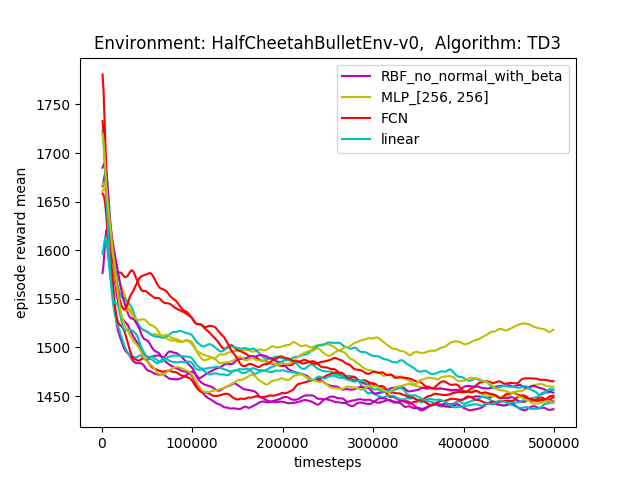 Environment: HalfCheetahBulletEnv-v0,  Algorithm: TD3
RBF_no_normal_with_beta
MLP_[256, 256]
FCN
linear
episode reward mean
1750
1700
1650
1600
1550
1500
1450
0
100000
200000
300000
400000
500000
timesteps